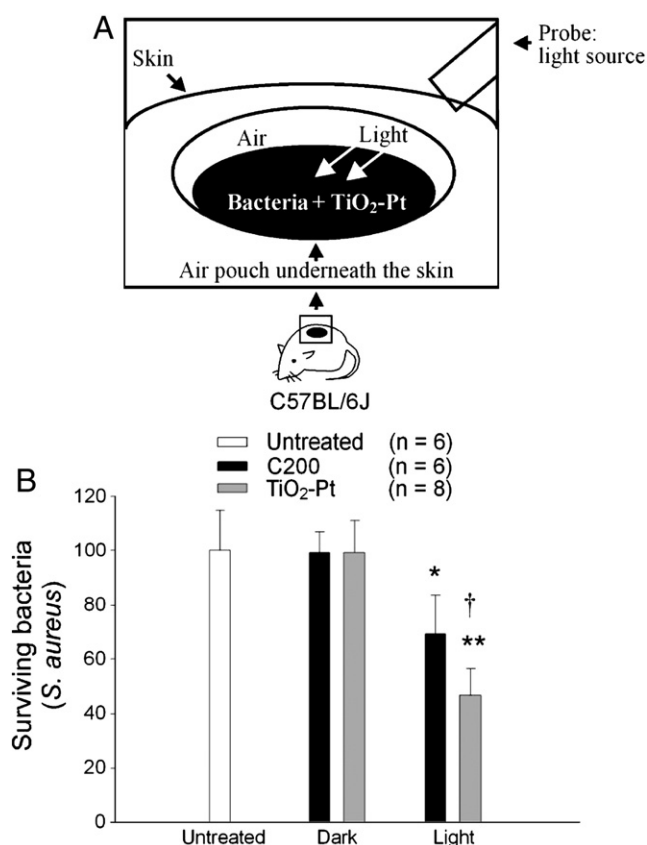 A
Skin
Probe:
light source
Air
Light
Bacteria + TiO₂-Pt
Air pouch underneath the skin
C57BL/6J
B
Untreated (n = 6)
C200 (n = 6)
TiO₂-Pt (n = 8)
Surviving bacteria
(S. aureus)
120
100
80
60
40
20
0
*
†
**
Untreated Dark Light